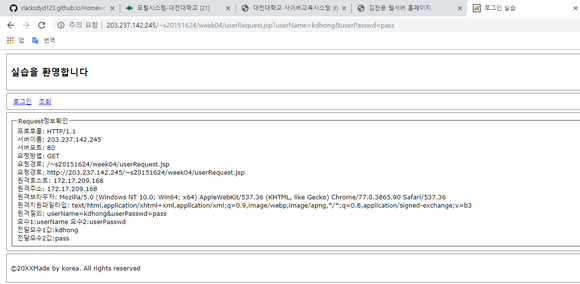 rlacksdyd123.github.io/Homewo
포털시스템-대전대학교 [21]
대전대학교 사이버교육시스템 (r)
김찬용 웹서버 홈페이지
로그인 실습
주의 요함 | 203.237.142.245/~s20151624/week04/userRequest.jsp?userName=kdhong&userPasswd=pass
앱 번역
실습을 환영합니다
로그인 조회
Request정보확인
프로토콜: HTTP/1.1
서버이름: 203.237.142.245
서버포트: 80
요청방법: GET
요청경로: /~s20151624/week04/userRequest.jsp
요청경로: http://203.237.142.245/~s20151624/week04/userRequest.jsp
원격호스트: 172.17.209.168
원격주소: 172.17.209.168
원격브라우저: Mozilla/5.0 (Windows NT 10.0; Win64; x64) AppleWebKit/537.36 (KHTML, like Gecko) Chrome/77.0.3865.90 Safari/537.36
원격지원파일타입: text/html,application/xhtml+xml,application/xml;q=0.9,image/webp,image/apng,*/*;q=0.8,application/signed-exchange;v=b3
원격질의: userName=kdhong&userPasswd=pass
모수1:userName 모수2:userPasswd
전달모수1값:kdhong
전달모수2값:pass
©20XXMade by korea. All rights reserved